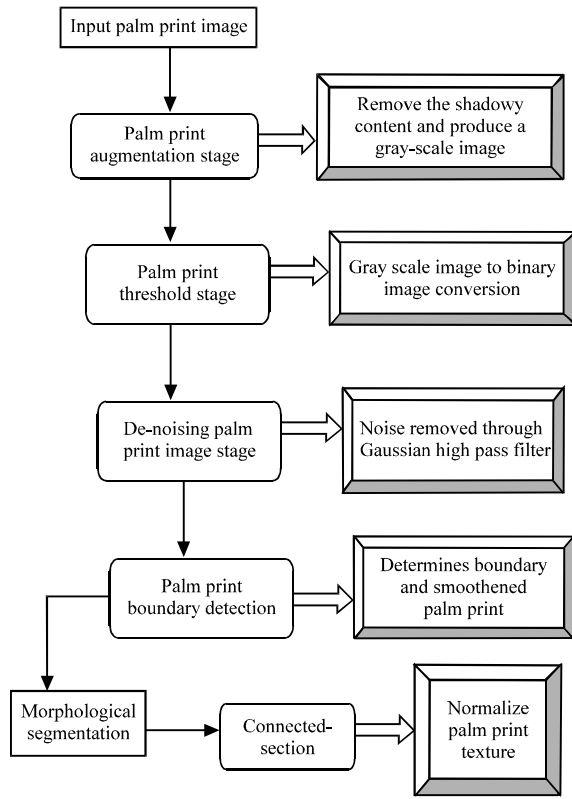 Input palm print image
Palm print
augmentation stage
Remove the shadowy
content and produce a
gray-scale image
Palm print
threshold stage
Gray scale image to binary
image conversion
De-noising palm
print image stage
Noise removed through
Gaussian high pass filter
Palm print
boundary detection
Determines boundary
and smoothened
palm print
Morphological
segmentation
Connected-
section
Normalize
palm print
texture